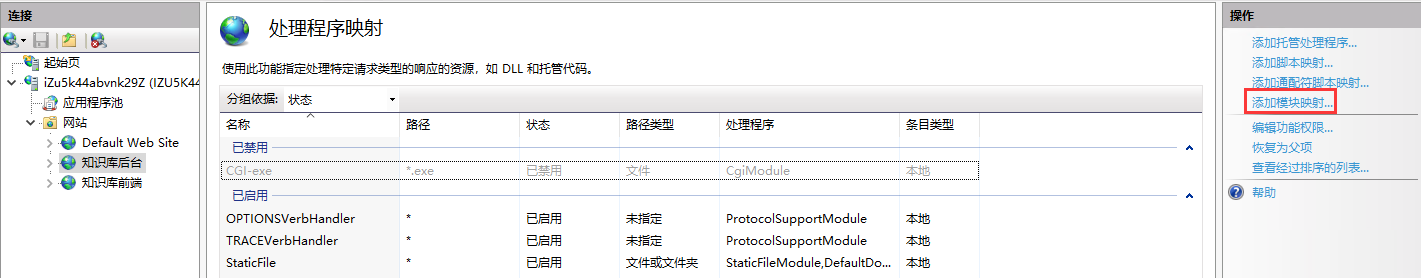 连接
起始页
iZu5k44abvnk29Z (IZU5K44
应用程序池
网站
Default Web Site
知识库后台
知识库前端
处理程序映射
使用此功能指定处理特定请求类型的响应的资源，如 DLL 和托管代码。
分组依据: 状态
名称 路径 状态 路径类型 处理程序 条目类型
已禁用
CGI-exe *.exe 已禁用 文件 CgiModule 本地
已启用
OPTIONSVerbHandler * 已启用 未指定 ProtocolSupportModule 本地
TRACEVerbHandler * 已启用 未指定 ProtocolSupportModule 本地
StaticFile * 已启用 文件或文件夹 StaticFileModule,DefaultDo... 本地
操作
添加托管处理程序...
添加脚本映射...
添加通配符脚本映射...
添加模块映射...
编辑功能权限...
恢复为父项
查看经过排序的列表...
帮助